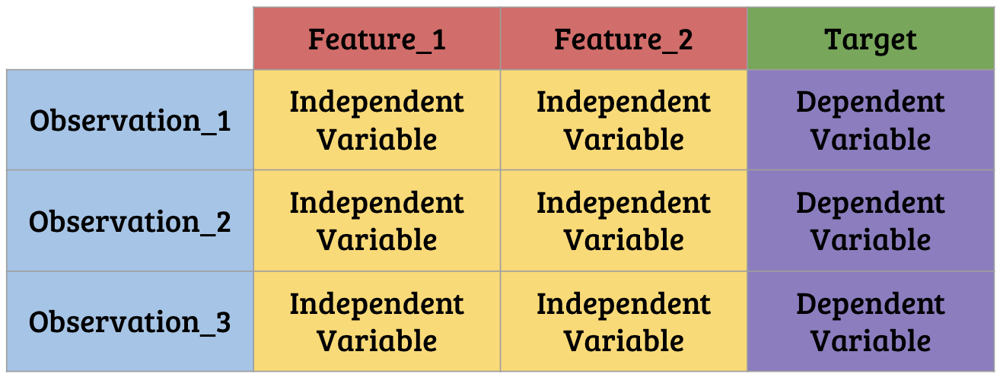 Feature_1 Feature_2 Target
Observation_1 Independent Variable Independent Variable Dependent Variable
Observation_2 Independent Variable Independent Variable Dependent Variable
Observation_3 Independent Variable Independent Variable Dependent Variable